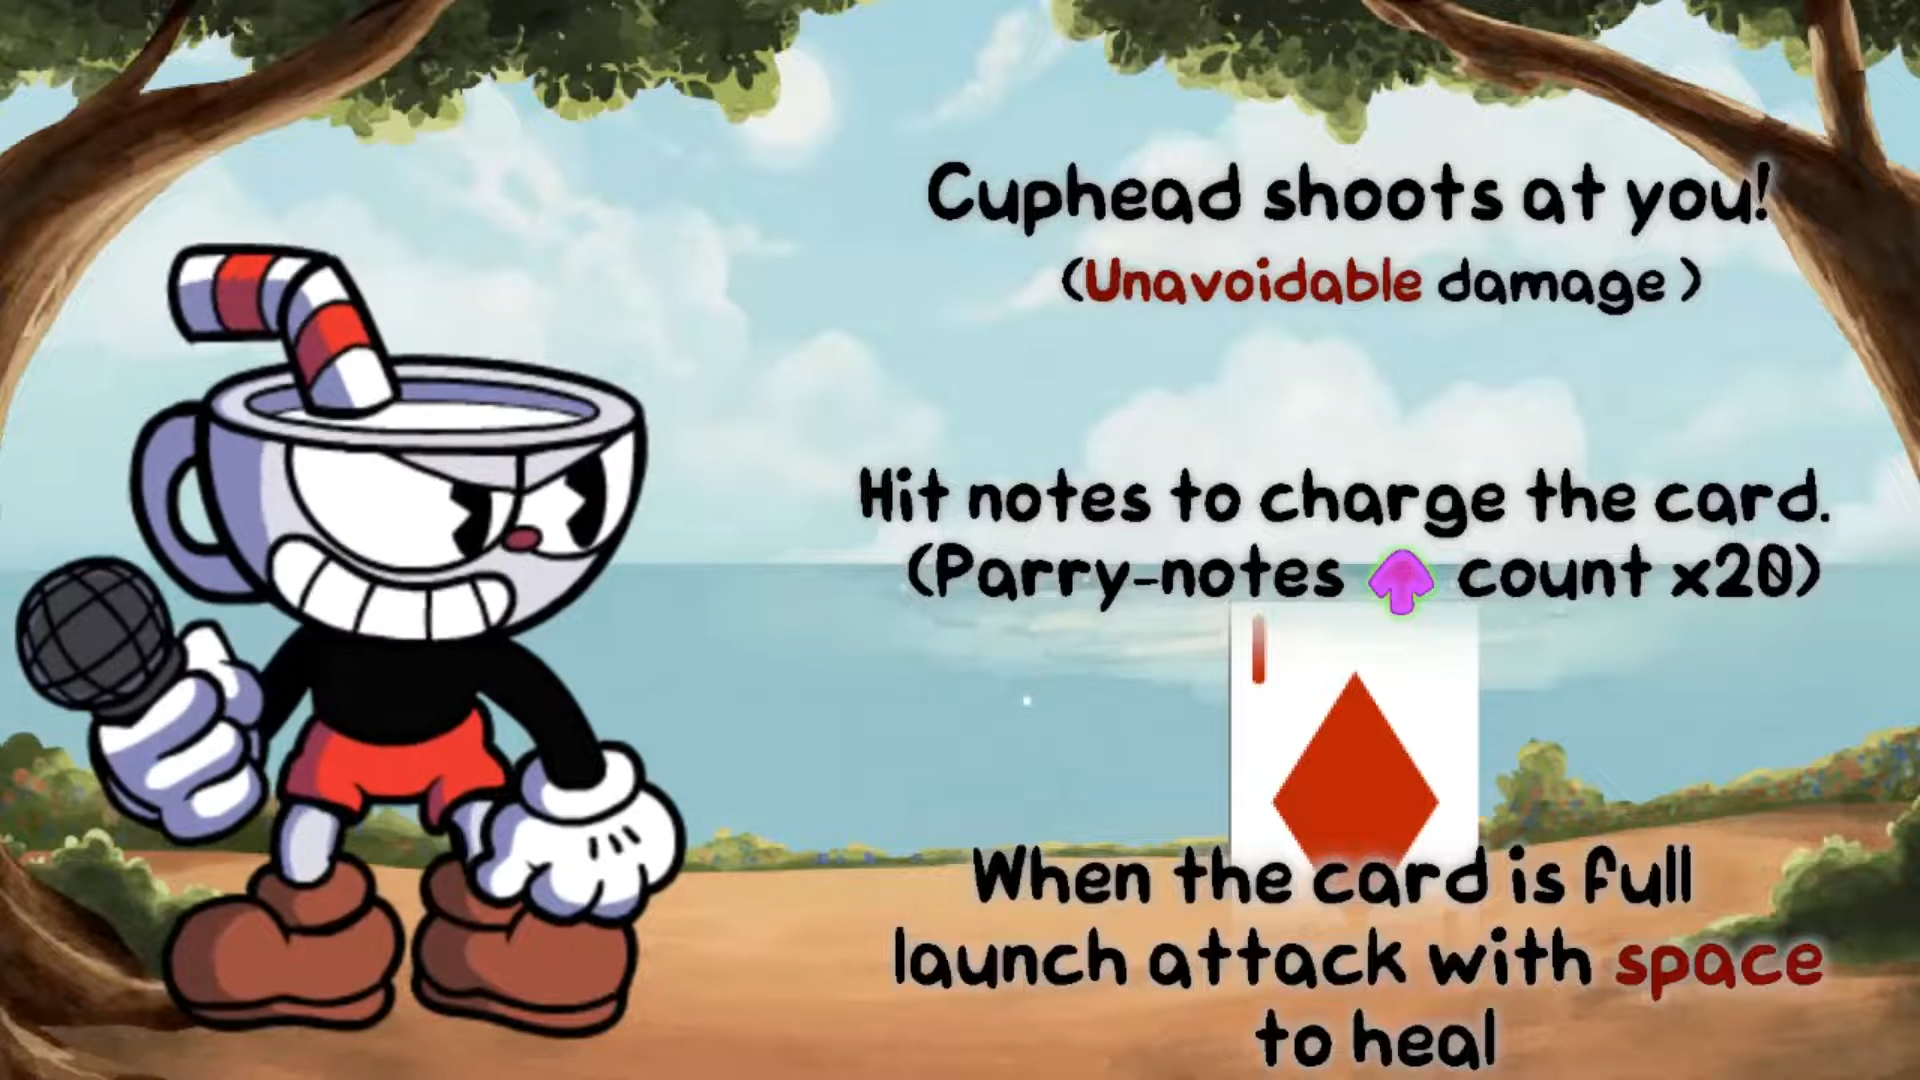 Cuphead shoots at you!
(Unavoidable damage )
Hit notes to charge the card.
(Parry-notes count x20)
When the card is full
launch attack with space
to heal